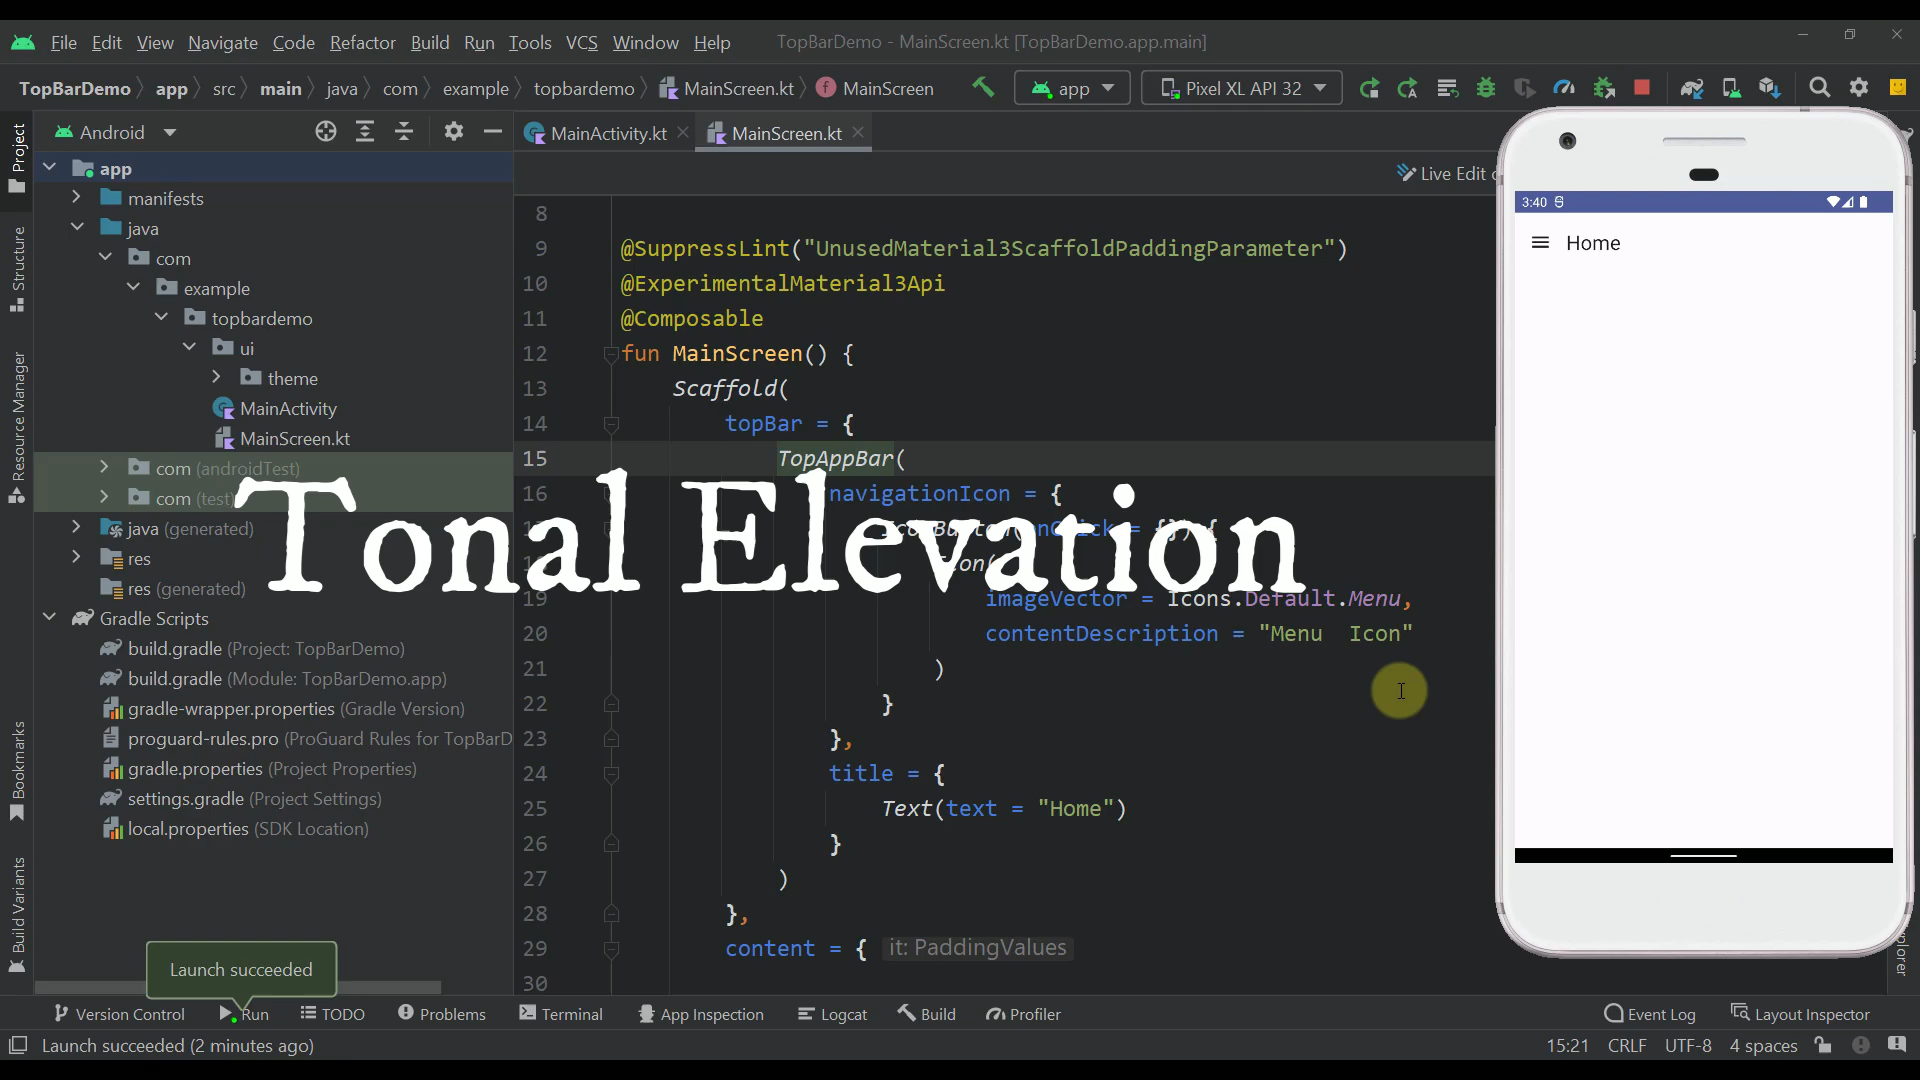 File Edit View Navigate Code Refactor Build Run Tools VCS Window Help TopBarDemo - MainScreen.kt [TopBarDemo.app.main]
TopBarDemo app src main java com example topbardemo MainScreen.kt MainScreen app Pixel XL API 32
Project
Structure
Resource Manager
Bookmarks
Build Variants
Android
app
manifests
java
com
example
topbardemo
ui
theme
MainActivity
MainScreen.kt
com (androidTest)
com (test)
java (generated)
res
res (generated)
Gradle Scripts
build.gradle (Project: TopBarDemo)
build.gradle (Module: TopBarDemo.app)
gradle-wrapper.properties (Gradle Version)
proguard-rules.pro (ProGuard Rules for TopBarD
gradle.properties (Project Properties)
settings.gradle (Project Settings)
local.properties (SDK Location)
MainActivity.kt MainScreen.kt
Live Edit
8
9 @SuppressLint("UnusedMaterial3ScaffoldPaddingParameter")
10 @ExperimentalMaterial3Api
11 @Composable
12 fun MainScreen() {
13 Scaffold(
14 topBar = {
15 TopAppBar(
16 navigationIcon = {
Tonal Elevation
19 imageVector = Icons.Default.Menu,
20 contentDescription = "Menu  Icon"
21 )
22 }
23 },
24 title = {
25 Text(text = "Home")
26 }
27 )
28 },
29 content = { it: PaddingValues
30
3:40
Home
Launch succeeded
Version Control Run TODO Problems Terminal App Inspection Logcat Build Profiler Event Log Layout Inspector
Launch succeeded (2 minutes ago) 15:21 CRLF UTF-8 4 spaces